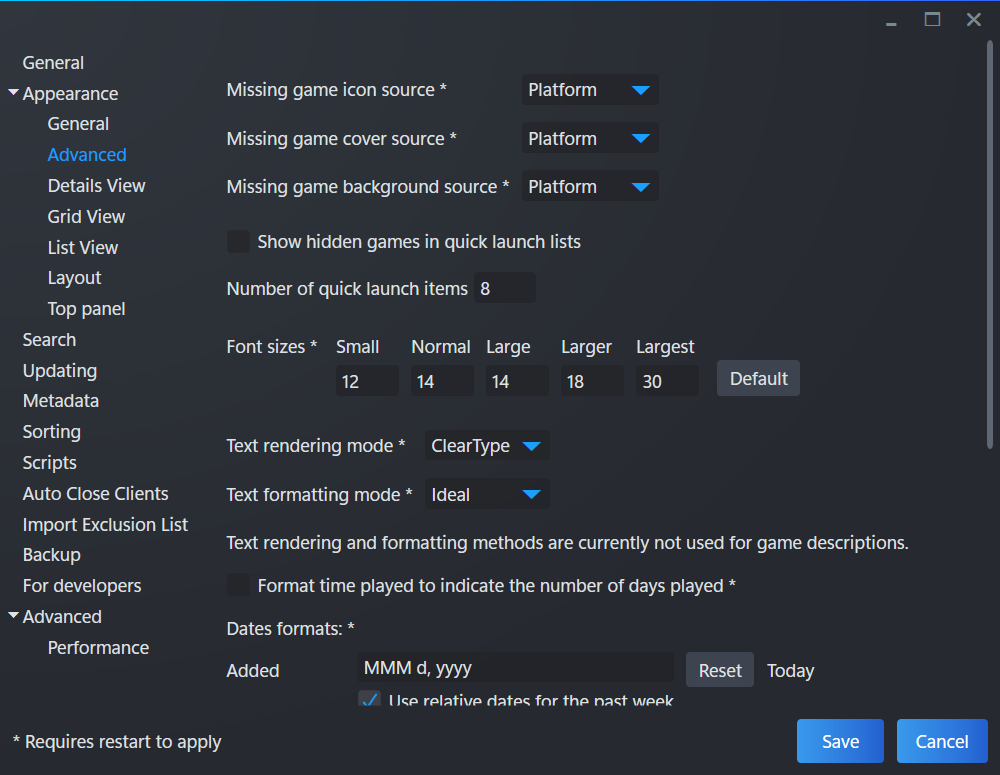 General
Appearance
General
Advanced
Details View
Grid View
List View
Layout
Top panel
Search
Updating
Metadata
Sorting
Scripts
Auto Close Clients
Import Exclusion List
Backup
For developers
Advanced
Performance
Missing game icon source * Platform
Missing game cover source * Platform
Missing game background source * Platform
Show hidden games in quick launch lists
Number of quick launch items 8
Font sizes * Small Normal Large Larger Largest
12 14 14 18 30 Default
Text rendering mode * ClearType
Text formatting mode * Ideal
Text rendering and formatting methods are currently not used for game descriptions.
Format time played to indicate the number of days played *
Dates formats: *
Added MMM d, yyyy Reset Today
Use relative dates for the past week
* Requires restart to apply Save Cancel